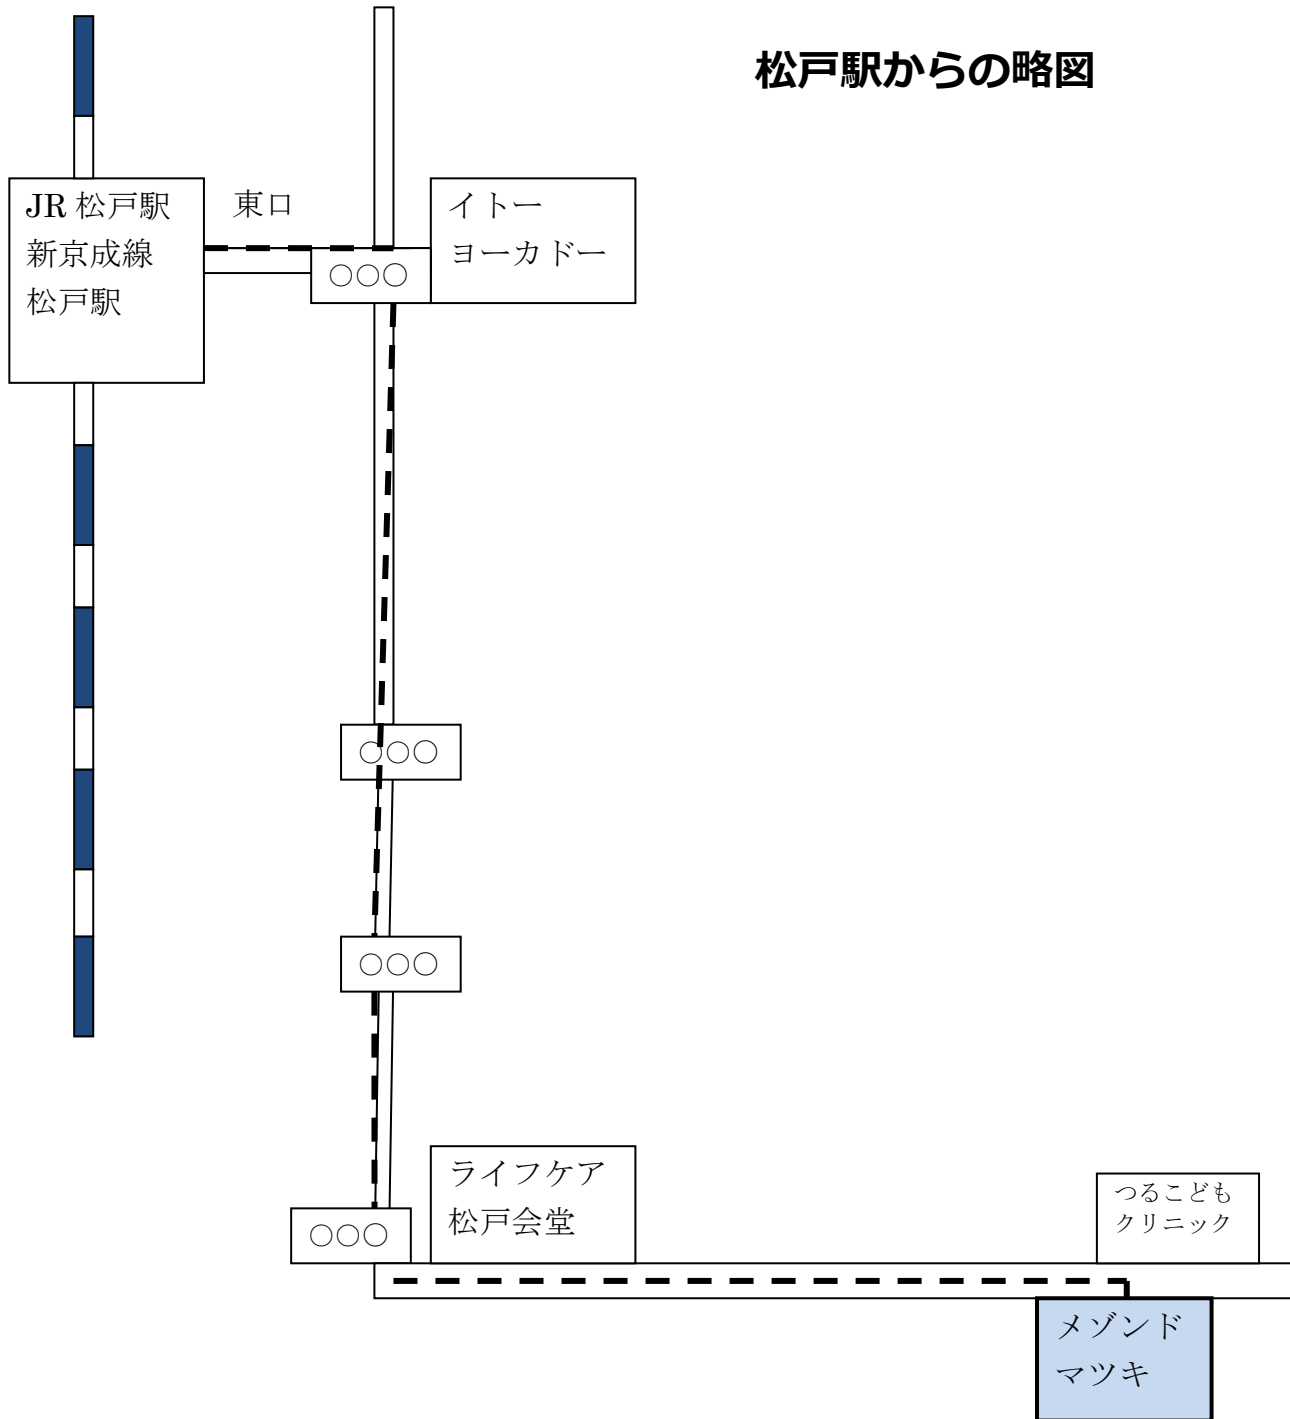 松戸駅からの略図
JR 松戸駅
新京成線
松戸駅
東口
イトー
ヨーカドー
○○○
○○○
○○○
ライフケア
松戸会堂
○○○
つるこども
クリニック
メゾンド
マツキ